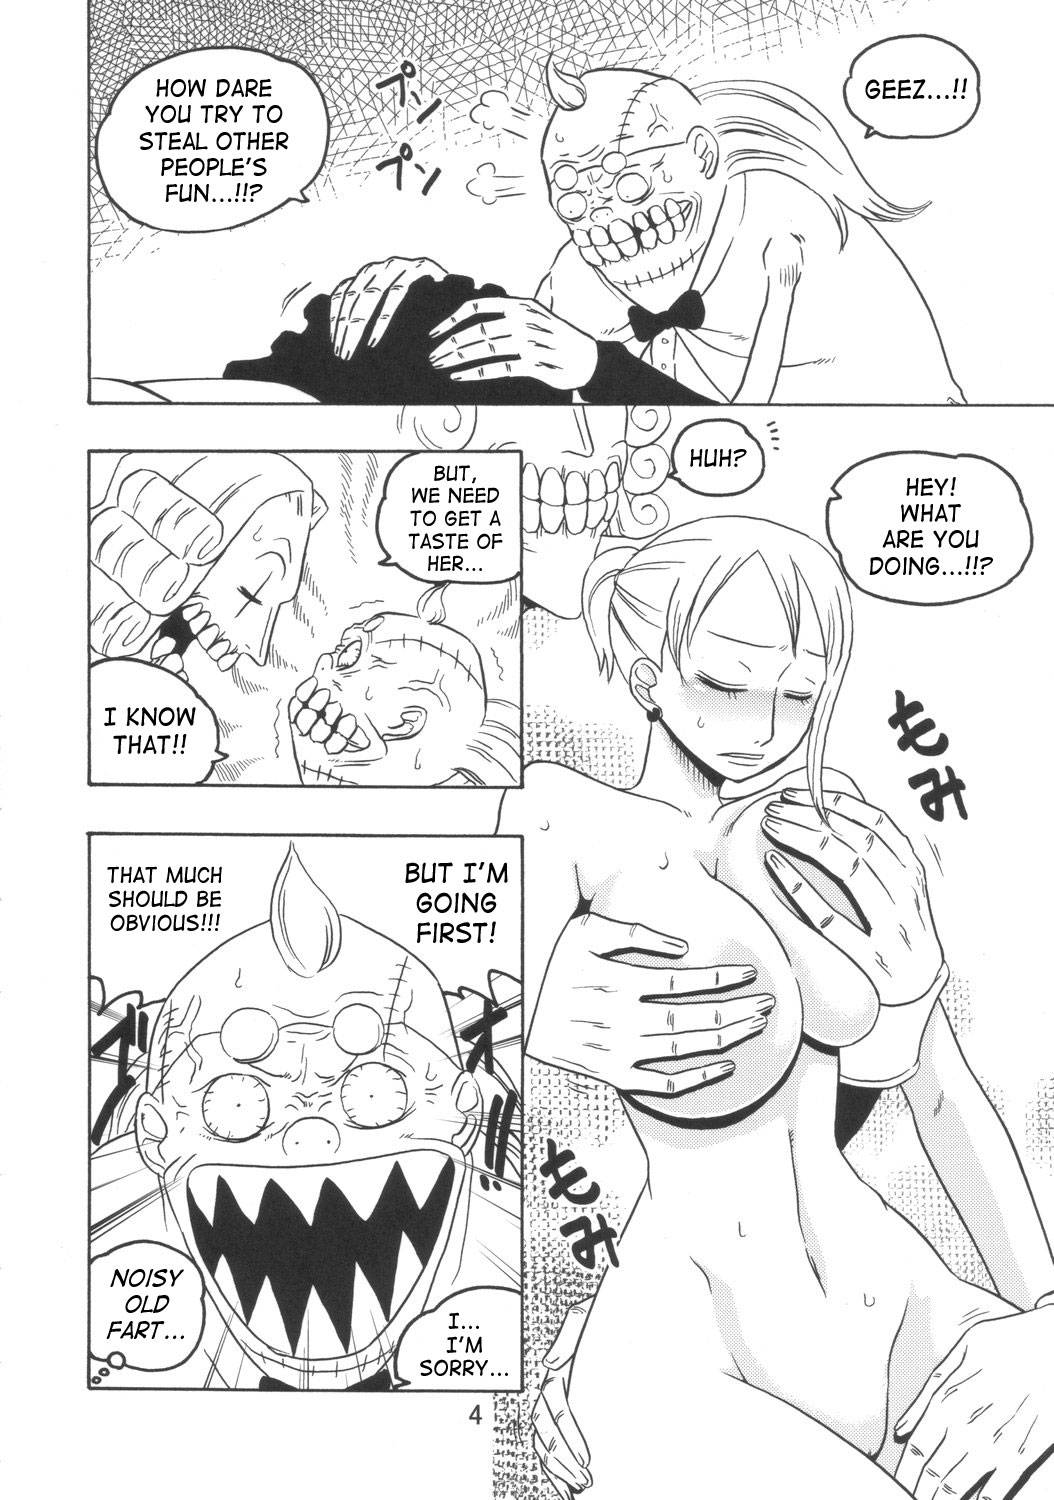 GEEZ...!!
HOW DARE
YOU TRY TO
STEAL OTHER
PEOPLE'S
FUN...!!?
プンプン
HEY!
WHAT
ARE YOU
DOING...!!?
HUH?
もみ
もみ
BUT,
WE NEED
TO GET A
TASTE OF
HER...
I KNOW
THAT!!
BUT I'M
GOING
FIRST!
THAT MUCH
SHOULD BE
OBVIOUS!!!
I...
I'M
SORRY...
NOISY
OLD
FART...
4